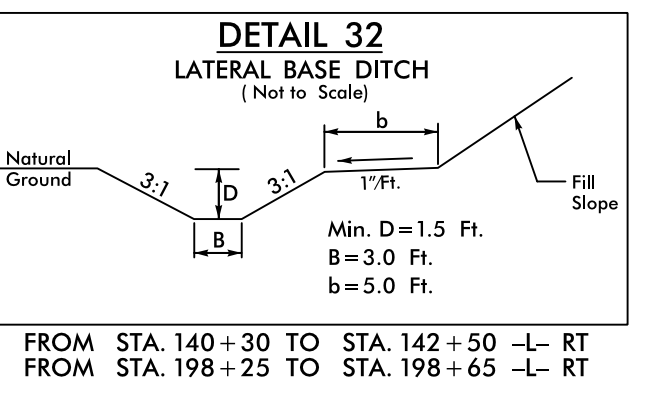 DETAIL 32
LATERAL BASE DITCH
( Not to Scale)
b
Natural
Ground
3:1
D
3:1
1"/Ft.
Fill
Slope
B
Min. D=1.5 Ft.
B=3.0 Ft.
b=5.0 Ft.
FROM STA. 140+30 TO STA. 142+50 -L- RT
FROM STA. 198+25 TO STA. 198+65 -L- RT